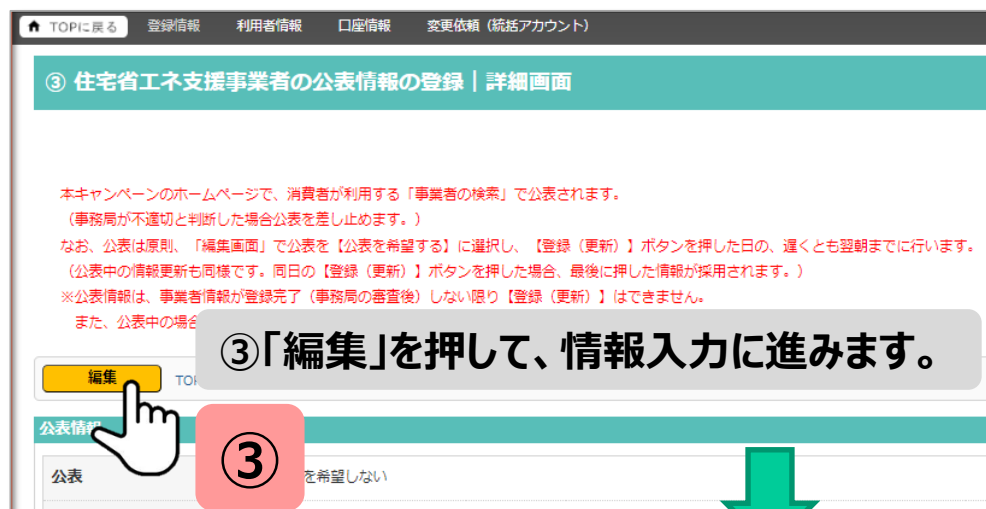 TOPに戻る 登録情報 利用者情報 口座情報 変更依頼（統括アカウント）
③ 住宅省エネ支援事業者の公表情報の登録｜詳細画面
本キャンペーンのホームページで、消費者が利用する「事業者の検索」で公表されます。
（事務局が不適切と判断した場合公表を差し止めます。）
なお、公表は原則、「編集画面」で公表を【公表を希望する】に選択し、【登録（更新）】ボタンを押した日の、遅くとも翌朝までに行います。
（公表中の情報更新も同様です。同日の【登録（更新）】ボタンを押した場合、最後に押した情報が採用されます。）
※公表情報は、事業者情報が登録完了（事務局の審査後）しない限り【登録（更新）】はできません。
また、公表中の場合
③「編集」を押して、情報入力に進みます。
編集 TOP
公表情報
③
公表 を希望しない